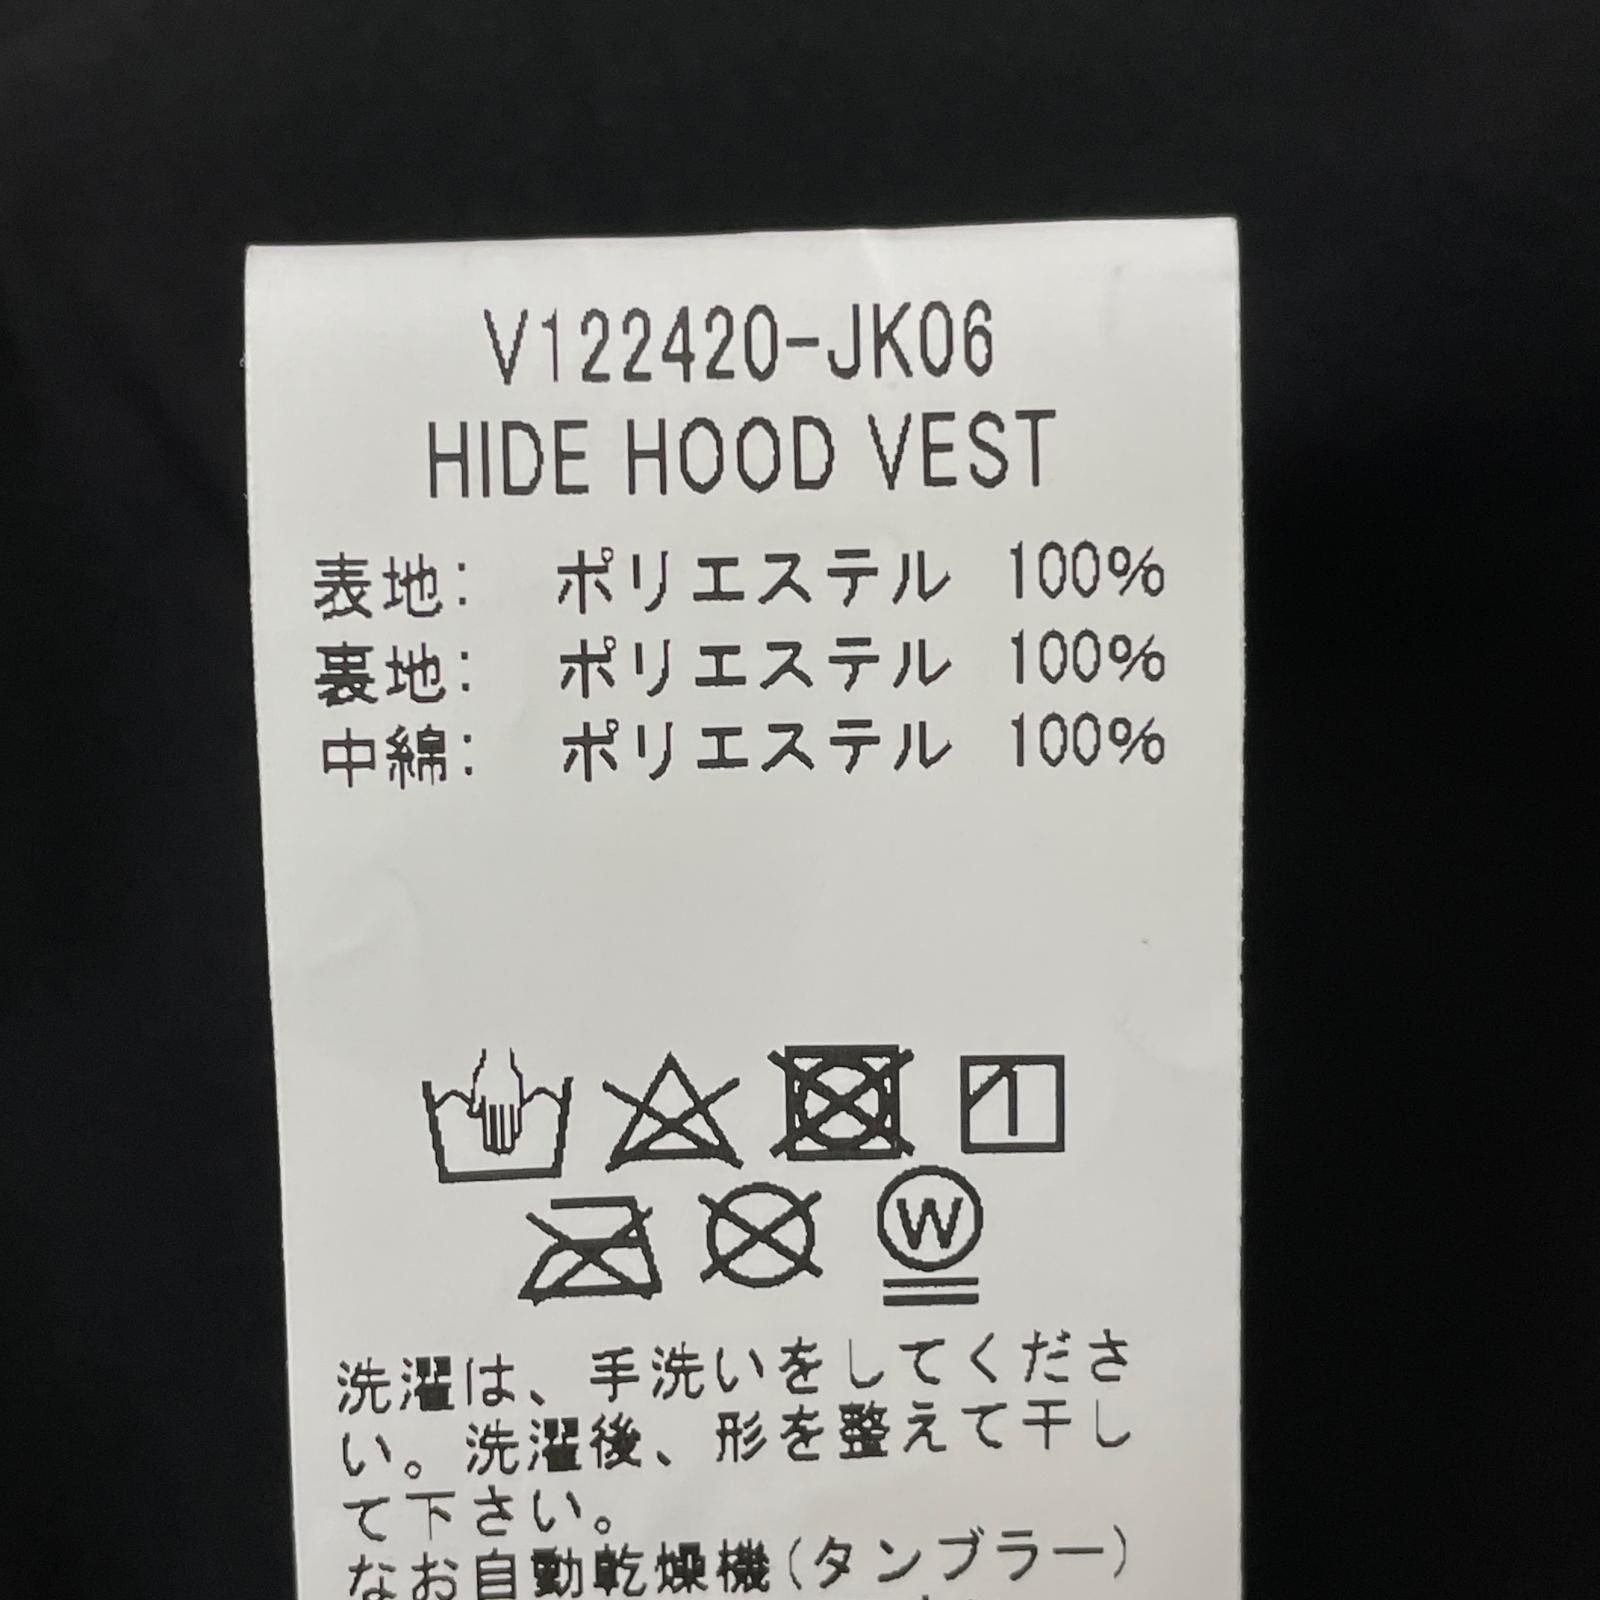 V122420-JK06
HIDE HOOD VEST
表地: ポリエステル 100%
裏地: ポリエステル 100%
中綿: ポリエステル 100%
W
洗濯は、手洗いをしてくださ
い。洗濯後、形を整えて干し
て下さい。
なお自動乾燥機(タンブラー)